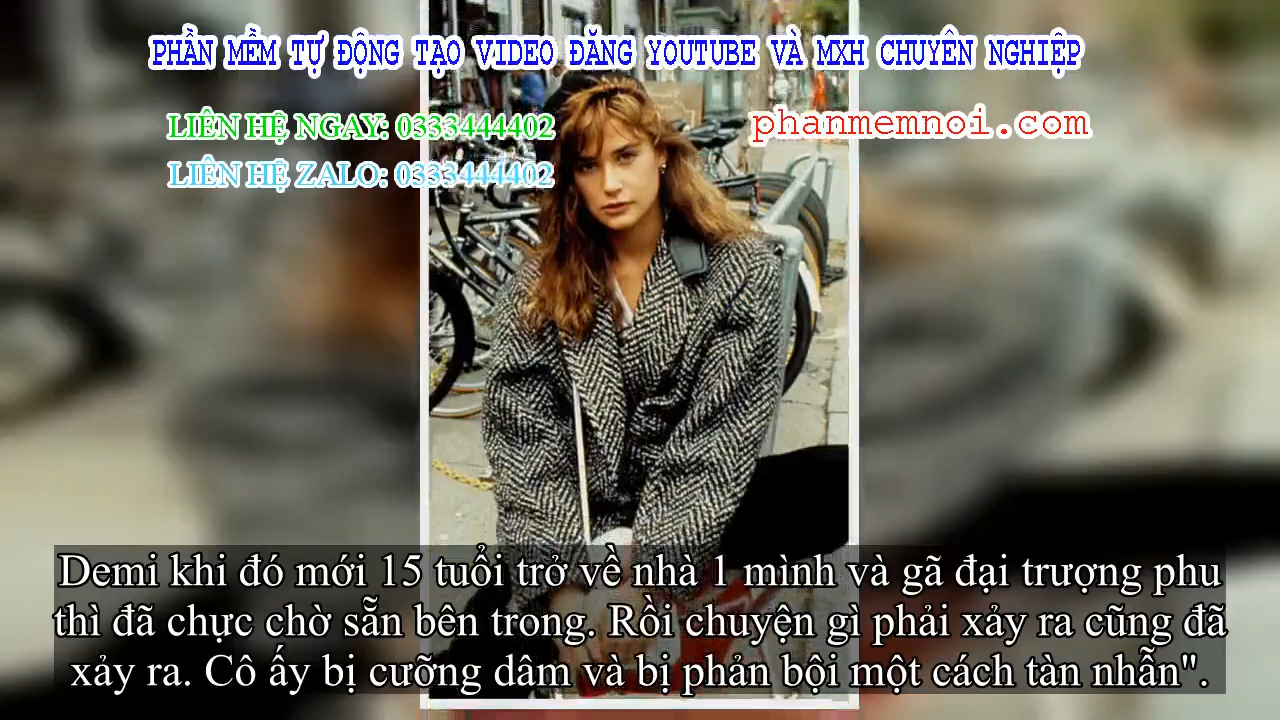 PHẦN MỀM TỰ ĐỘNG TẠO VIDEO ĐĂNG YOUTUBE VÀ MXH CHUYÊN NGHIỆP
LIÊN HỆ NGAY: 0333444402
phanmemnoi.com
LIÊN HỆ ZALO: 0333444402
Demi khi đó mới 15 tuổi trở về nhà 1 mình và gã đại trượng phu
thì đã chực chờ sẵn bên trong. Rồi chuyện gì phải xảy ra cũng đã
xảy ra. Cô ấy bị cưỡng dâm và bị phản bội một cách tàn nhẫn".